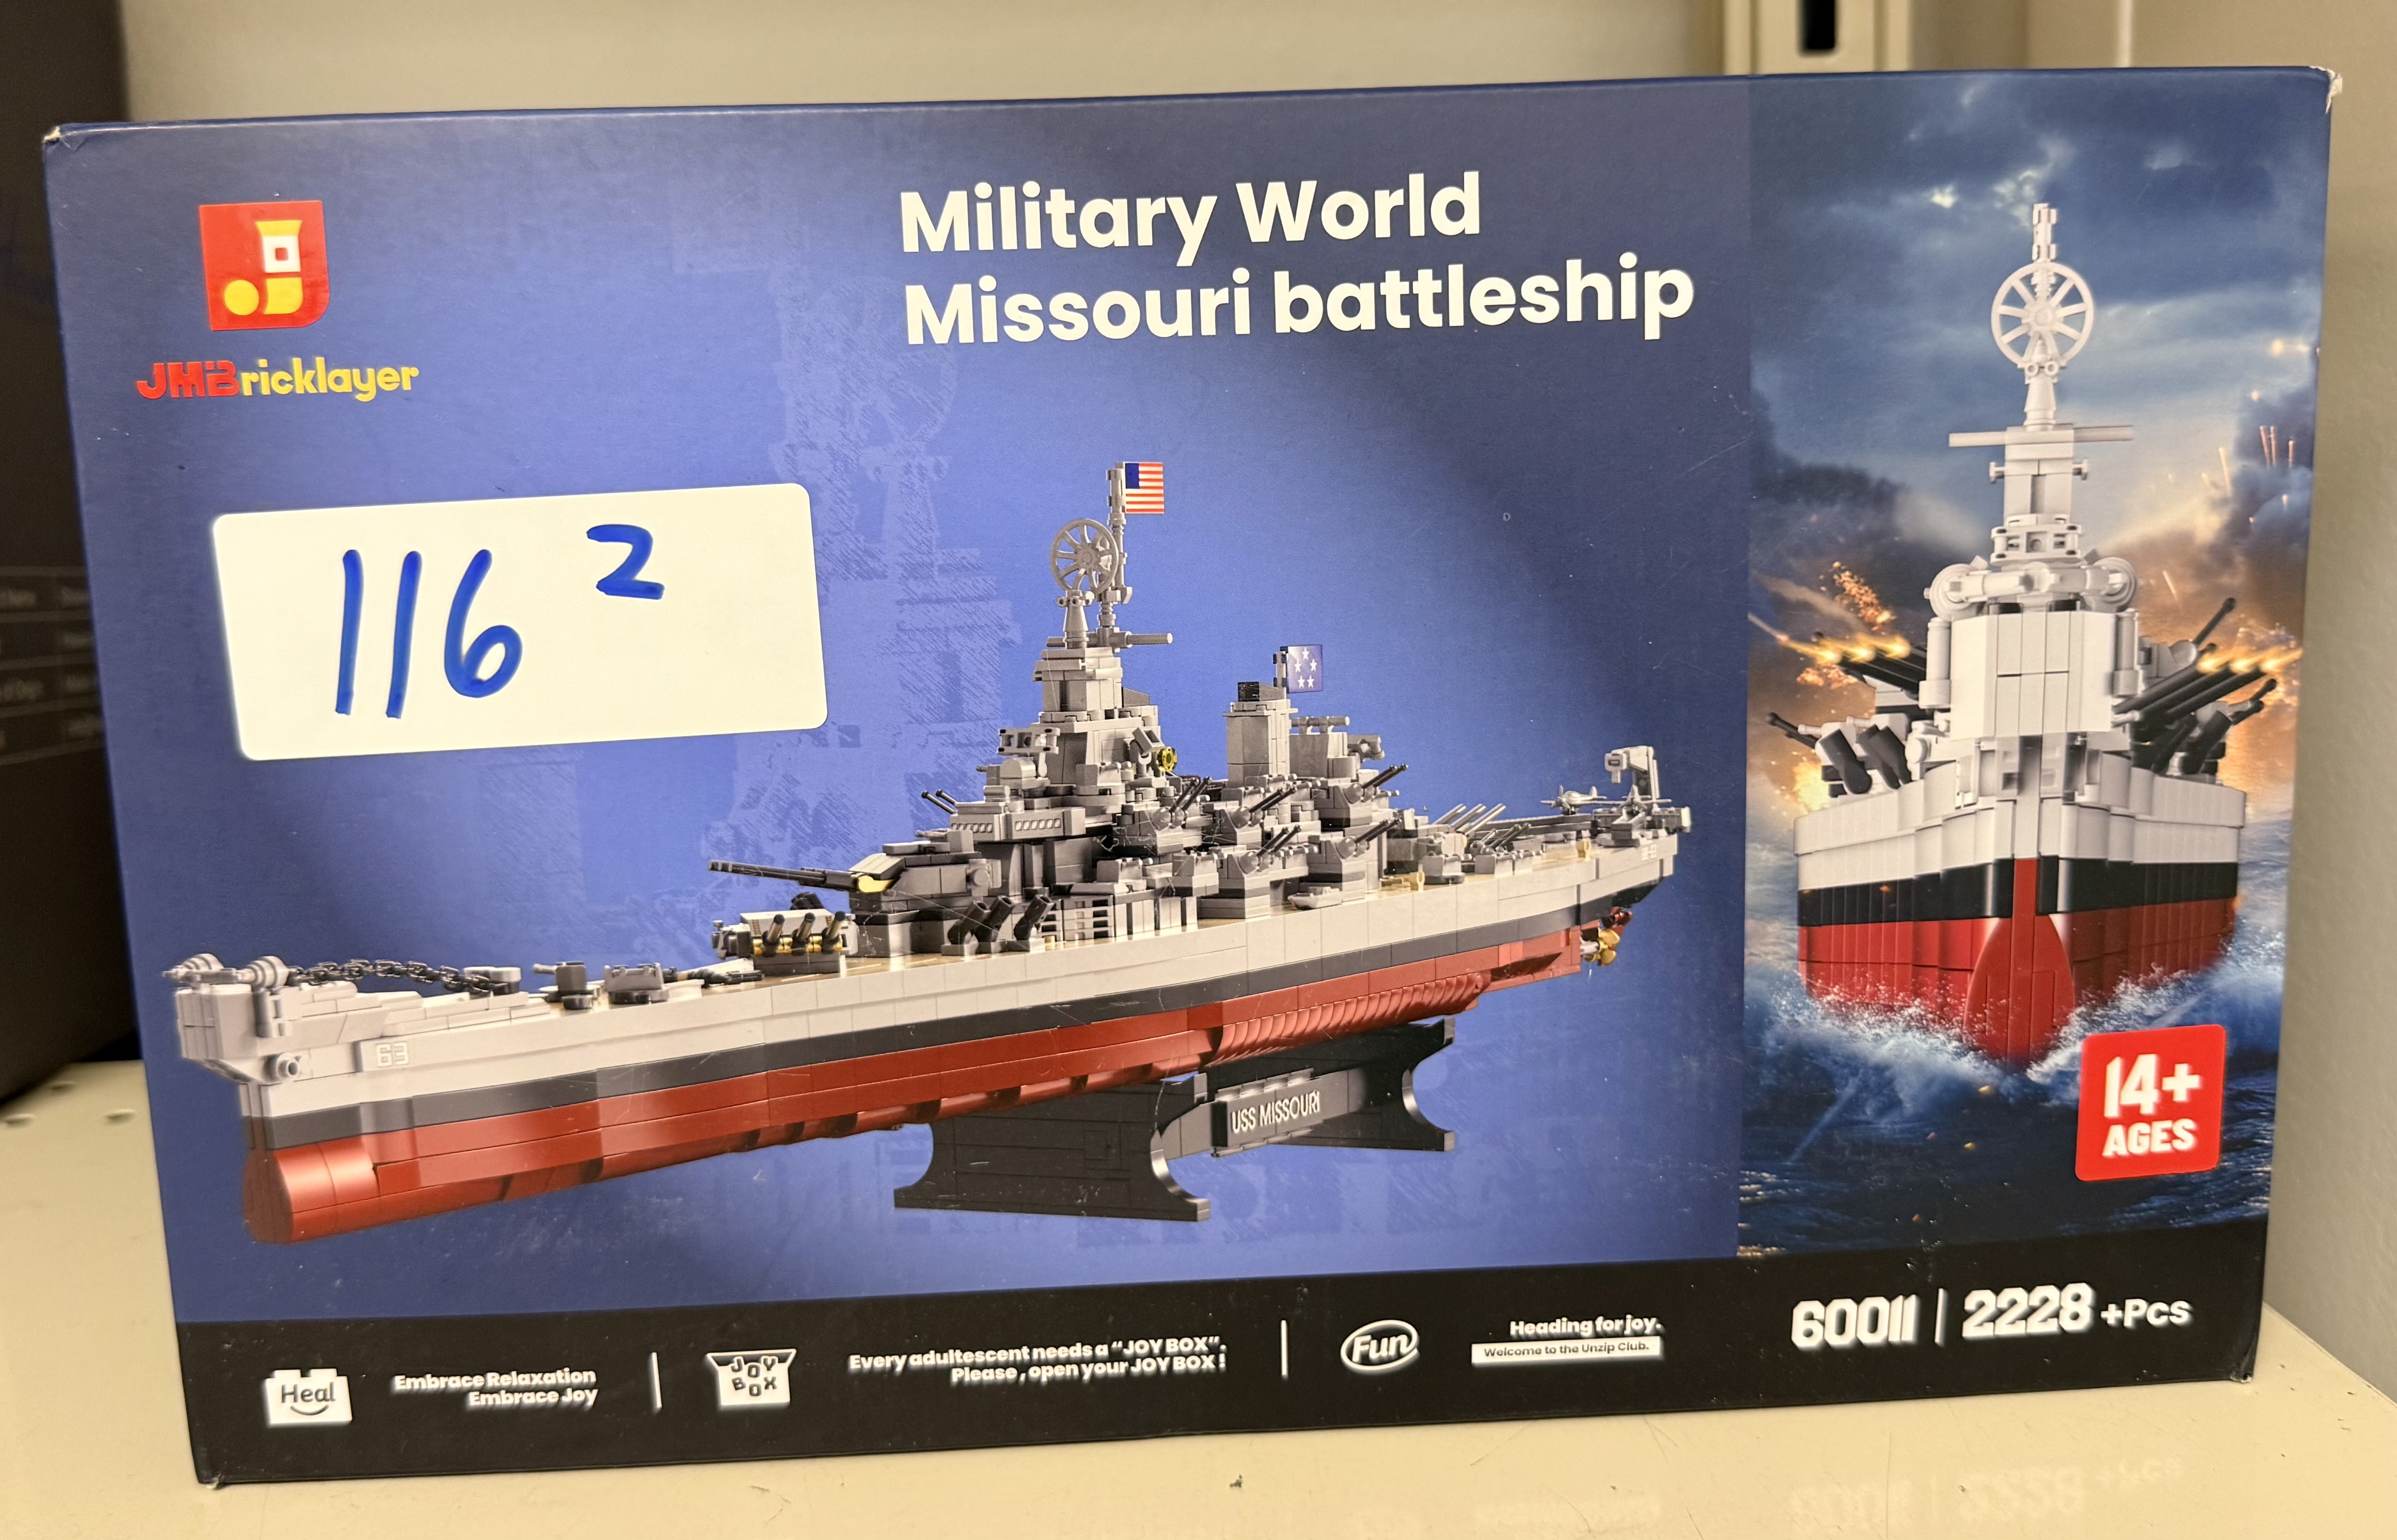 JMBricklayer
Military World
Missouri battleship
116 2
63
USS MISSOURI
14+
AGES
Heal
Embrace Relaxation
Embrace Joy
JOY
BOX
Every adultescent needs a “JOY BOX”.
Please, open your JOY BOX!
Fun
Heading for joy.
Welcome to the Unzip Club.
60011 | 2228 +Pcs